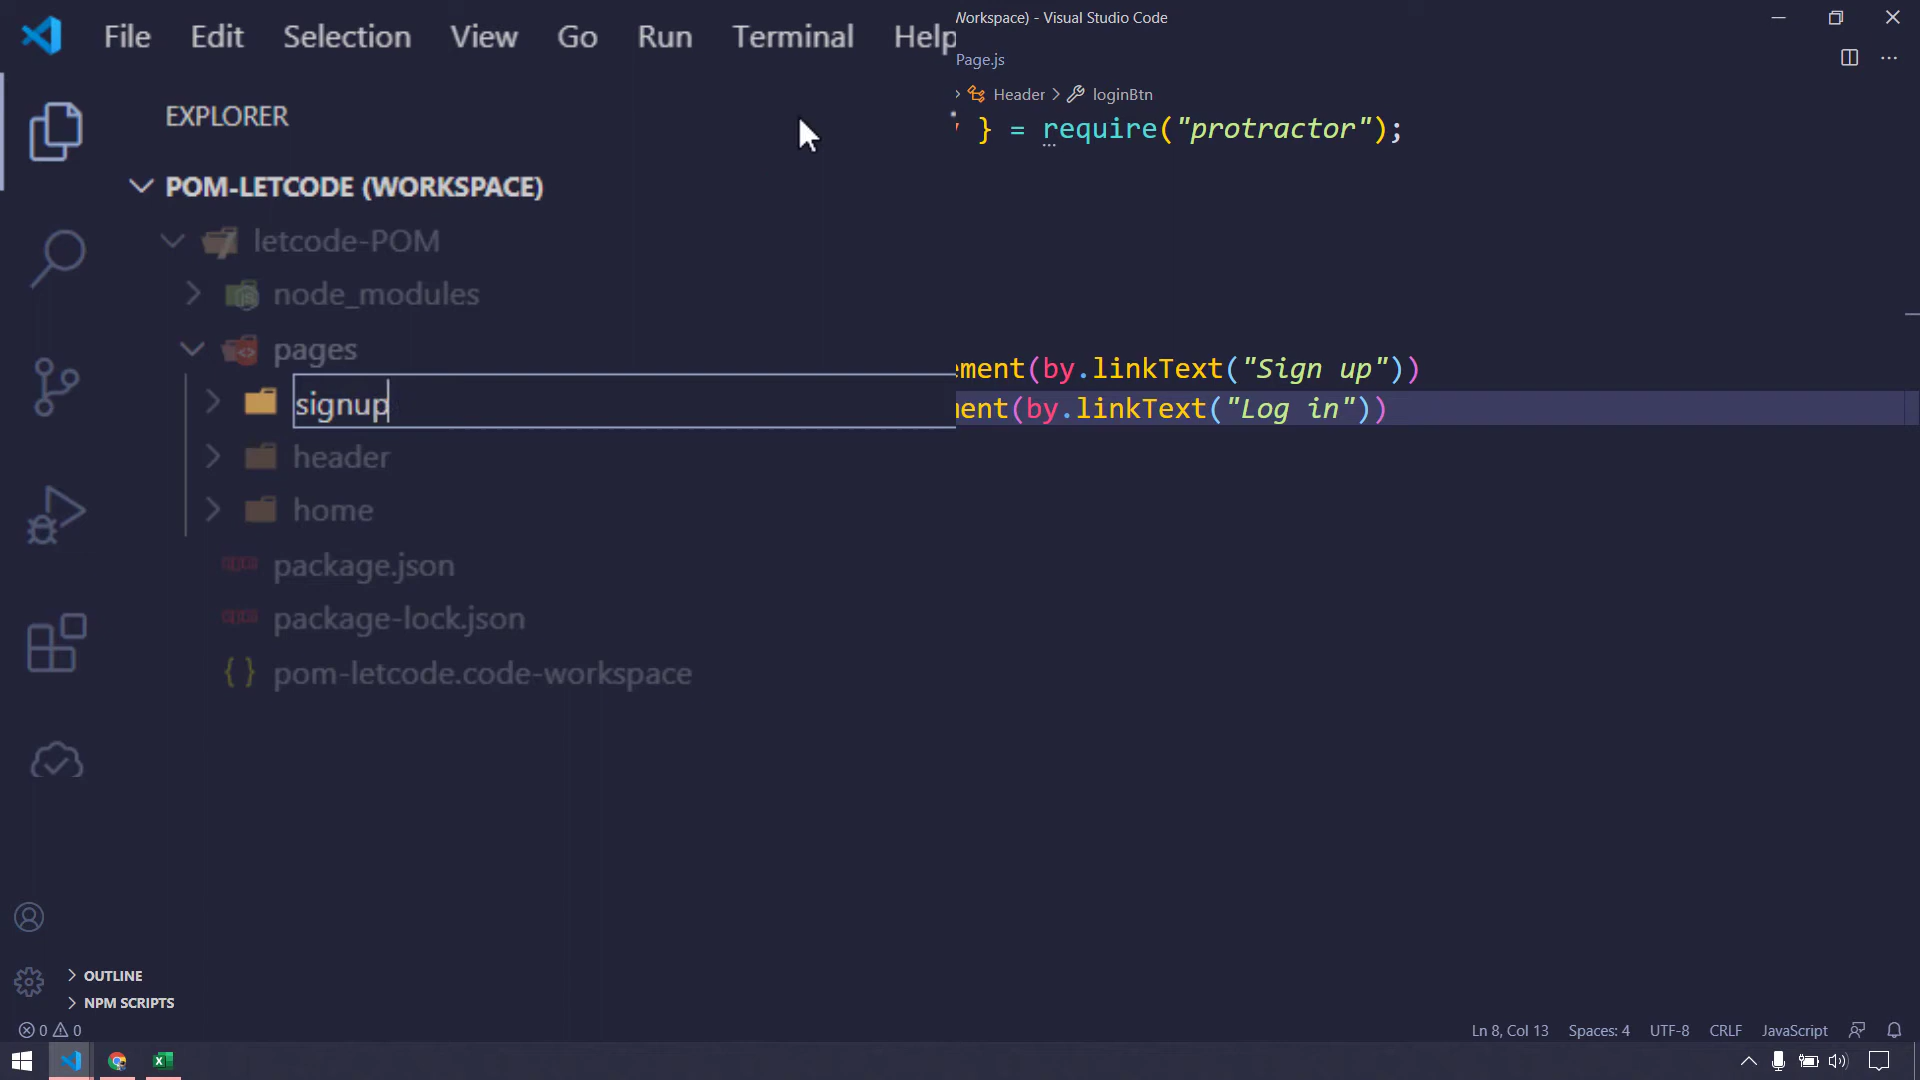 File Edit Selection View Go Run Terminal Help
Workspace) - Visual Studio Code
Page.js
EXPLORER
Header loginBtn
} = require("protractor");
POM-LETCODE (WORKSPACE)
letcode-POM
node_modules
pages
ement(by.linkText("Sign up"))
signup
ment(by.linkText("Log in"))
header
home
package.json
package-lock.json
{ } pom-letcode.code-workspace
OUTLINE
NPM SCRIPTS
0 0
Ln 8, Col 13 Spaces: 4 UTF-8 CRLF JavaScript